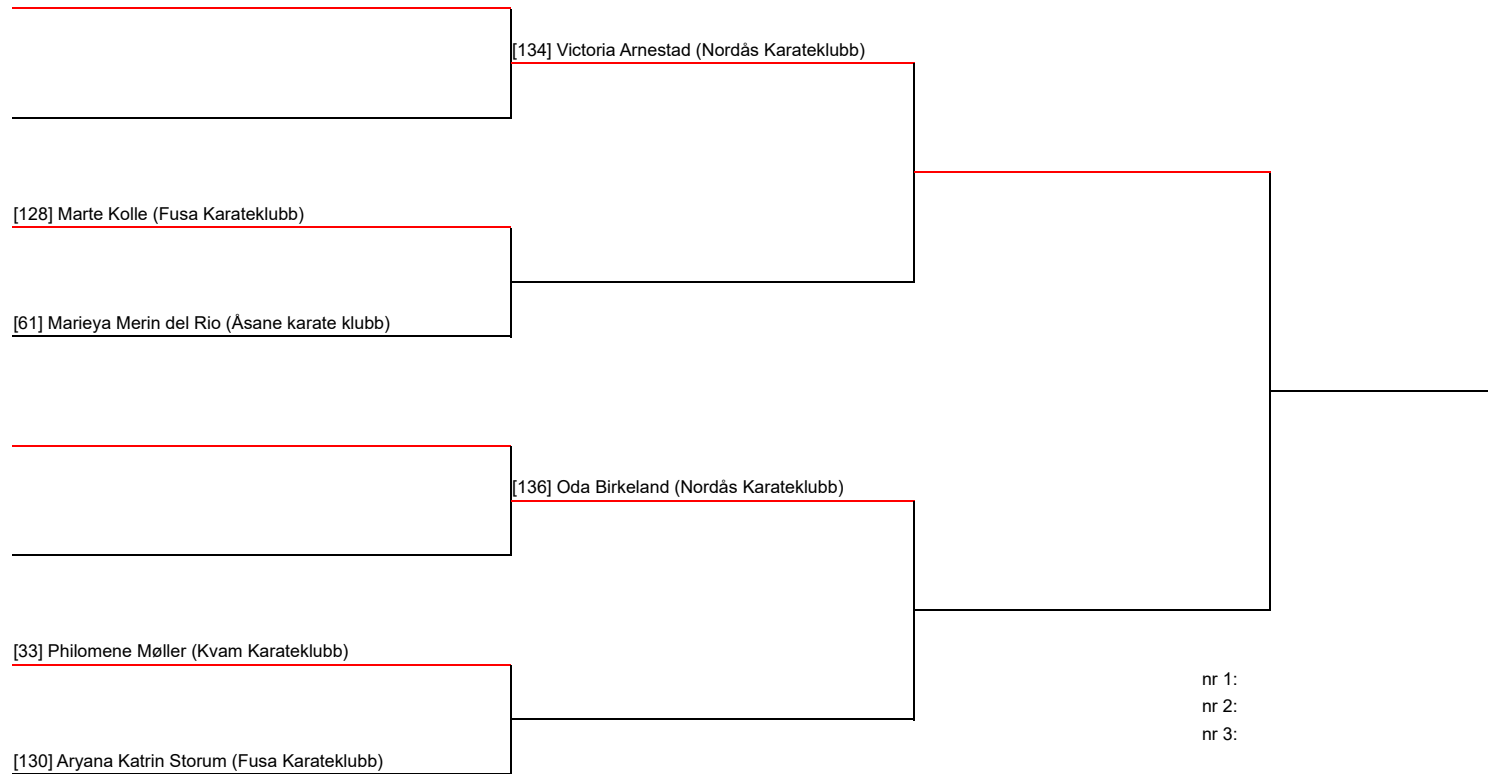 [134] Victoria Arnestad (Nordås Karateklubb)
[128] Marte Kolle (Fusa Karateklubb)
[61] Marieya Merin del Rio (Åsane karate klubb)
[136] Oda Birkeland (Nordås Karateklubb)
[33] Philomene Møller (Kvam Karateklubb)
nr 1:
nr 2:
nr 3:
[130] Aryana Katrin Storum (Fusa Karateklubb)